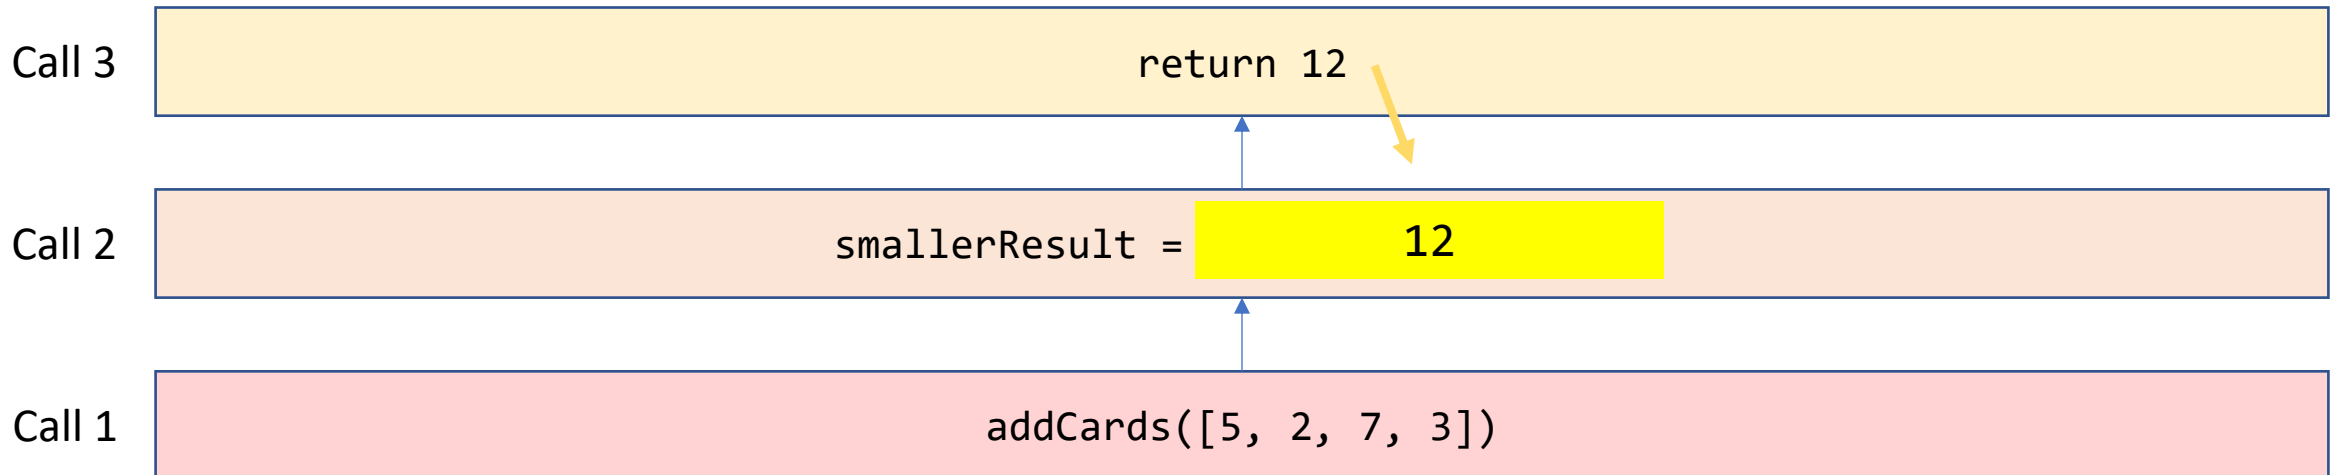 Call 3
return 12
Call 2
smallerResult = 12
Call 1
addCards([5, 2, 7, 3])